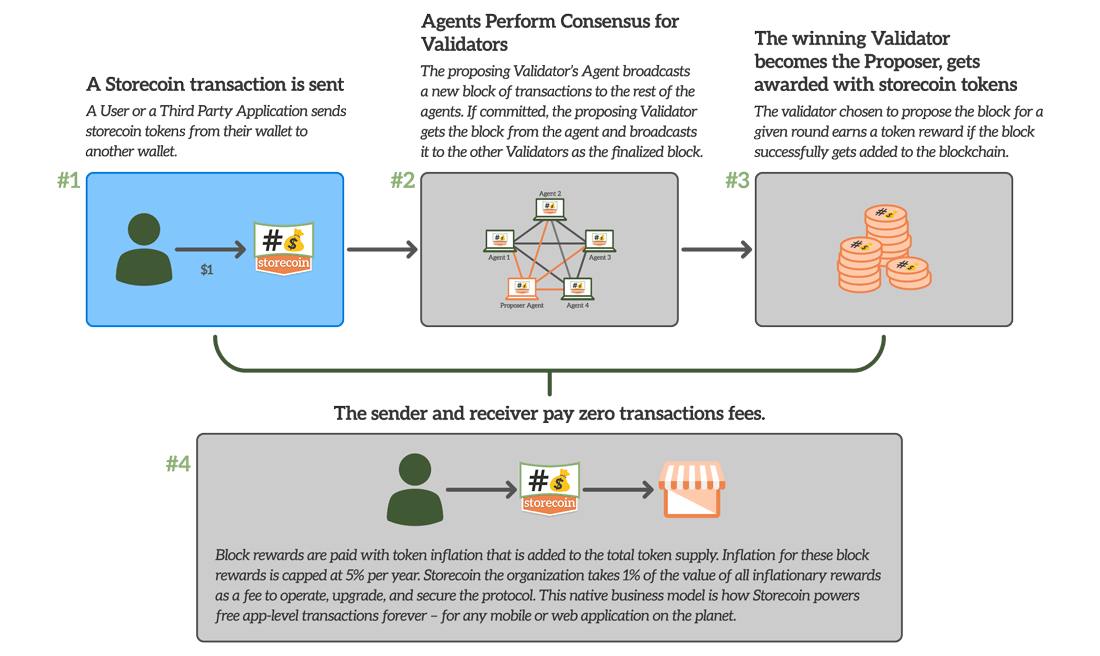 A Storecoin transaction is sent
A User or a Third Party Application sends
storecoin tokens from their wallet to
another wallet.
#1
$1
#💰
storecoin
Agents Perform Consensus for
Validators
The proposing Validator's Agent broadcasts
a new block of transactions to the rest of the
agents. If committed, the proposing Validator
gets the block from the agent and broadcasts
it to the other Validators as the finalized block.
#2
Agent 2
Agent 1
Agent 3
Proposer Agent
Agent 4
The winning Validator
becomes the Proposer, gets
awarded with storecoin tokens
The validator chosen to propose the block for a
given round earns a token reward if the block
successfully gets added to the blockchain.
#3
The sender and receiver pay zero transactions fees.
#4
#💰
storecoin
Block rewards are paid with token inflation that is added to the total token supply. Inflation for these block
rewards is capped at 5% per year. Storecoin the organization takes 1% of the value of all inflationary rewards
as a fee to operate, upgrade, and secure the protocol. This native business model is how Storecoin powers
free app-level transactions forever – for any mobile or web application on the planet.